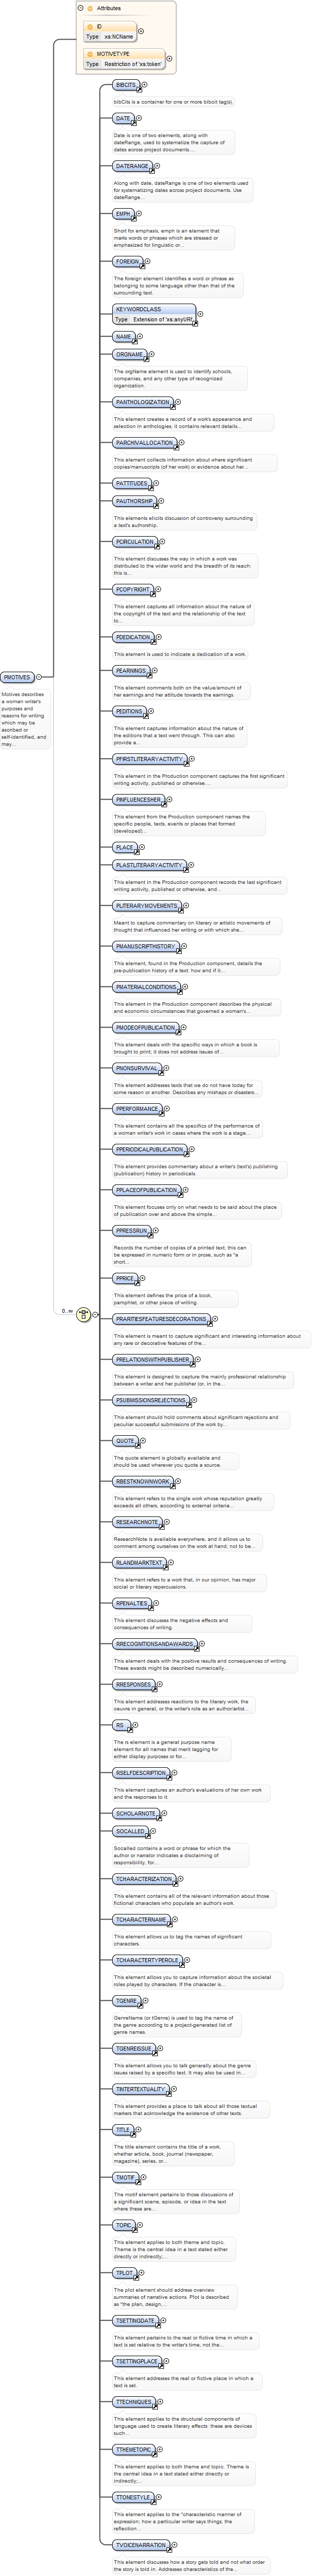 Attributes
ID
Type xs:NCName
MOTIVETYPE
Type Restriction of 'xs:token'
BIBCITS
bibCits is a container for one or more bibcit tag(s).
DATE
Date is one of two elements, along with
dateRange, used to systematize the capture of
dates across project documents....
DATERANGE
Along with date, dateRange is one of two elements used
for systematizing dates across project documents. Use
dateRange...
EMPH
Short for emphasis, emph is an element that
marks words or phrases which are stressed or
emphasized for linguistic or...
FOREIGN
The foreign element identifies a word or phrase as
belonging to some language other than that of the
surrounding text.
KEYWORDCLASS
Type Extension of 'xs:anyURI'
NAME
ORGNAME
The orgName element is used to identify schools,
companies, and any other type of recognized
organization.
PANTHOLOGIZATION
This element creates a record of a work's appearance and
selection in anthologies; it contains relevant details...
PARCHIVALLOCATION
This element collects information about where significant
copies/manuscripts (of her work) or evidence about her...
PATTITUDES
PAUTHORSHIP
This elements elicits discussion of controversy surrounding
a text's authorship.
PCIRCULATION
This element discusses the way in which a work was
distributed to the wider world and the breadth of its reach:
this is...
PCOPYRIGHT
This element captures all information about the nature of
the copyright of the text and the relationship of the text
to...
PDEDICATION
This element is used to indicate a dedication of a work.
PEARNINGS
This element comments both on the value/amount of
her earnings and her attitude towards the earnings.
PEDITIONS
PMOTIVES
Motives describes
a woman writer's
purposes and
reasons for writing
which may be
ascribed or
self-identified, and
may...
This element captures information about the nature of
the editions that a text went through. This can also
provide a...
PFIRSTLITERARYACTIVITY
This element in the Production component captures the first significant
writing activity, published or otherwise....
PINFLUENCESHER
This element from the Production component names the
specific people, texts, events or places that formed
(developed)...
PLACE
PLASTLITERARYACTIVITY
This element in the Production component records the last significant
writing activity, published or otherwise, and...
PLITERARYMOVEMENTS
Meant to capture commentary on literary or artistic movements of
thought that influenced her writing or with which she...
PMANUSCRIPTHISTORY
This element, found in the Production component, details the
pre-publication history of a text: how and if it...
PMATERIALCONDITIONS
This element in the Production component describes the physical
and economic circumstances that governed a woman's...
PMODEOFPUBLICATION
This element deals with the specific ways in which a book is
brought to print; it does not address issues of...
PNONSURVIVAL
This element addresses texts that we do not have today for
some reason or another. Describes any mishaps or disasters...
PPERFORMANCE
This element contains all the specifics of the performance of
a woman writer's work in cases where the work is a stage...
PPERIODICALPUBLICATION
This element provides commentary about a writer's (text's) publishing
(publication) history in periodicals.
PPLACEOFPUBLICATION
This element focuses only on what needs to be said about the place
of publication over and above the simple...
PPRESSRUN
Records the number of copies of a printed text; this can
be expressed in numeric form or in prose, such as "a
short...
PPRICE
This element defines the price of a book,
pamphlet, or other piece of writing.
0..∞
PRARITIESFEATURESDECORATIONS
This element is meant to capture significant and interesting information about
any rare or decorative features of the...
PRELATIONSWITHPUBLISHER
This element is designed to capture the mainly professional relationship
between a writer and her publisher (or, in the...
PSUBMISSIONSREJECTIONS
This element should hold comments about significant rejections and
peculiar successful submissions of the work by...
QUOTE
The quote element is globally available and
should be used wherever you quote a source.
RBESTKNOWNWORK
This element refers to the single work whose reputation greatly
exceeds all others, according to external criteria...
RESEARCHNOTE
ResearchNote is available everywhere, and it allows us to
comment among ourselves on the work at hand; not to be...
RLANDMARKTEXT
This element refers to a work that, in our opinion, has major
social or literary repercussions.
RPENALTIES
This element discusses the negative effects and
consequences of writing.
RRECOGNITIONSANDAWARDS
This element deals with the positive results and consequences of writing.
These awards might be described numerically...
RRESPONSES
This element addresses reactions to the literary work, the
oeuvre in general, or the writer's role as an author/artist...
RS
The rs element is a general purpose name
element for all names that merit tagging for
either display purposes or for...
RSELFDESCRIPTION
This element captures an author's evaluations of her own work
and the responses to it.
SCHOLARNOTE
SOCALLED
Socalled contains a word or phrase for which the
author or narrator indicates a disclaiming of
responsibility, for...
TCHARACTERIZATION
This element contains all of the relevant information about those
fictional characters who populate an author's work.
TCHARACTERNAME
This element allows us to tag the names of significant
characters.
TCHARACTERTYPEROLE
This element allows you to capture information about the societal
roles played by characters. If the character is...
TGENRE
GenreName (or tGenre) is used to tag the name of
the genre according to a project-generated list of
genre names.
TGENREISSUE
This element allows you to talk generally about the genre
issues raised by a specific text. It may also be used in...
TINTERTEXTUALITY
This element provides a place to talk about all those textual
markers that acknowledge the existence of other texts.
TITLE
The title element contains the title of a work,
whether article, book, journal (newspaper,
magazine), series, or...
TMOTIF
The motif element pertains to those discussions of
a significant scene, episode, or idea in the text
where these are...
TOPIC
This element applies to both theme and topic.
Theme is the central idea in a text stated either
directly or indirectly;...
TPLOT
The plot element should address overview
summaries of narrative actions. Plot is described
as "the plan, design,...
TSETTINGDATE
This element pertains to the real or fictive time in which a
text is set relative to the writer's time, not the...
TSETTINGPLACE
This element addresses the real or fictive place in which a
text is set.
TTECHNIQUES
This element applies to the structural components of
language used to create literary effects: these are devices
such...
TTHEMETOPIC
This element applies to both theme and topic. Theme is
the central idea in a text stated either directly or
indirectly;...
TTONESTYLE
This element applies to the "characteristic manner of
expression; how a particular writer says things; the
reflection...
TVOICENARRATION
This element discusses how a story gets told and not what order
the story is told in. Addresses characteristics of the...